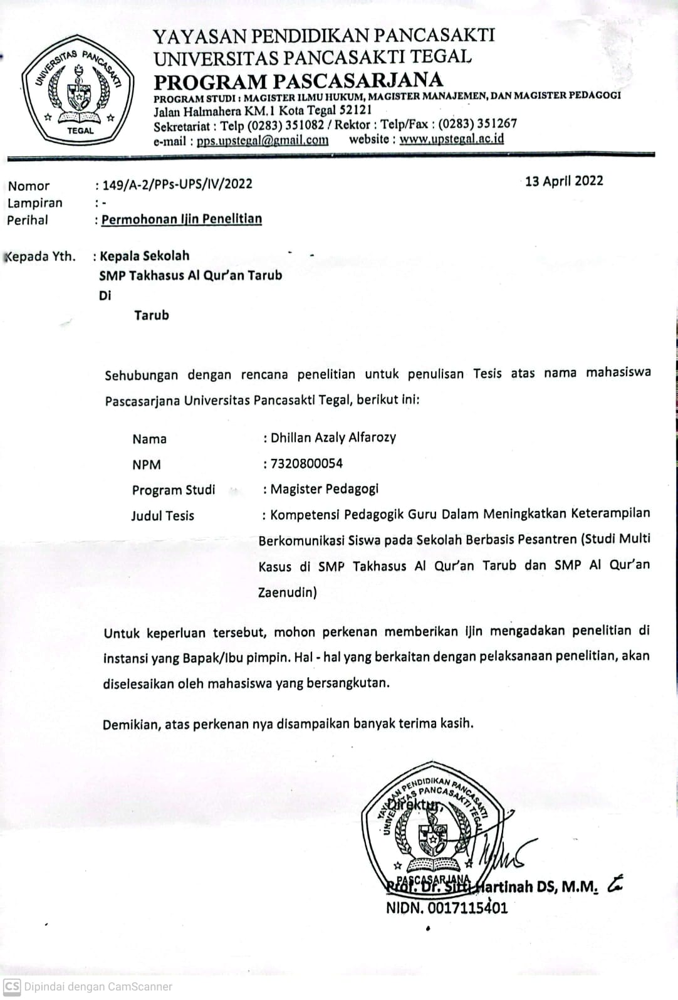 UNIVERSITAS PANCASAKTI
TEGAL
YAYASAN PENDIDIKAN PANCASAKTI
UNIVERSITAS PANCASAKTI TEGAL
PROGRAM PASCASARJANA
PROGRAM STUDI : MAGISTER ILMU HUKUM, MAGISTER MANAJEMEN, DAN MAGISTER PEDAGOGI
Jalan Halmahera KM.1 Kota Tegal 52121
Sekretariat : Telp (0283) 351082 / Rektor : Telp/Fax : (0283) 351267
e-mail : pps.upstegal@gmail.com website : www.upstegal.ac.id
Nomor : 149/A-2/PPs-UPS/IV/2022 13 April 2022
Lampiran : -
Perihal : Permohonan Ijin Penelitian
Kepada Yth. : Kepala Sekolah
SMP Takhasus Al Qur'an Tarub
Di
Tarub
Sehubungan dengan rencana penelitian untuk penulisan Tesis atas nama mahasiswa
Pascasarjana Universitas Pancasakti Tegal, berikut ini:
Nama : Dhillan Azaly Alfarozy
NPM : 7320800054
Program Studi : Magister Pedagogi
Judul Tesis : Kompetensi Pedagogik Guru Dalam Meningkatkan Keterampilan
Berkomunikasi Siswa pada Sekolah Berbasis Pesantren (Studi Multi
Kasus di SMP Takhasus Al Qur'an Tarub dan SMP Al Qur'an
Zaenudin)
Untuk keperluan tersebut, mohon perkenan memberikan ijin mengadakan penelitian di
instansi yang Bapak/Ibu pimpin. Hal - hal yang berkaitan dengan pelaksanaan penelitian, akan
diselesaikan oleh mahasiswa yang bersangkutan.
Demikian, atas perkenan nya disampaikan banyak terima kasih.
YAYASAN PENDIDIKAN PANCASAKTI
UNIVERSITAS PANCASAKTI TEGAL
Direktur,
PASCASARJANA
Prof. Dr. Sitti Hartinah DS, M.M.
NIDN. 0017115401
CS Dipindai dengan CamScanner